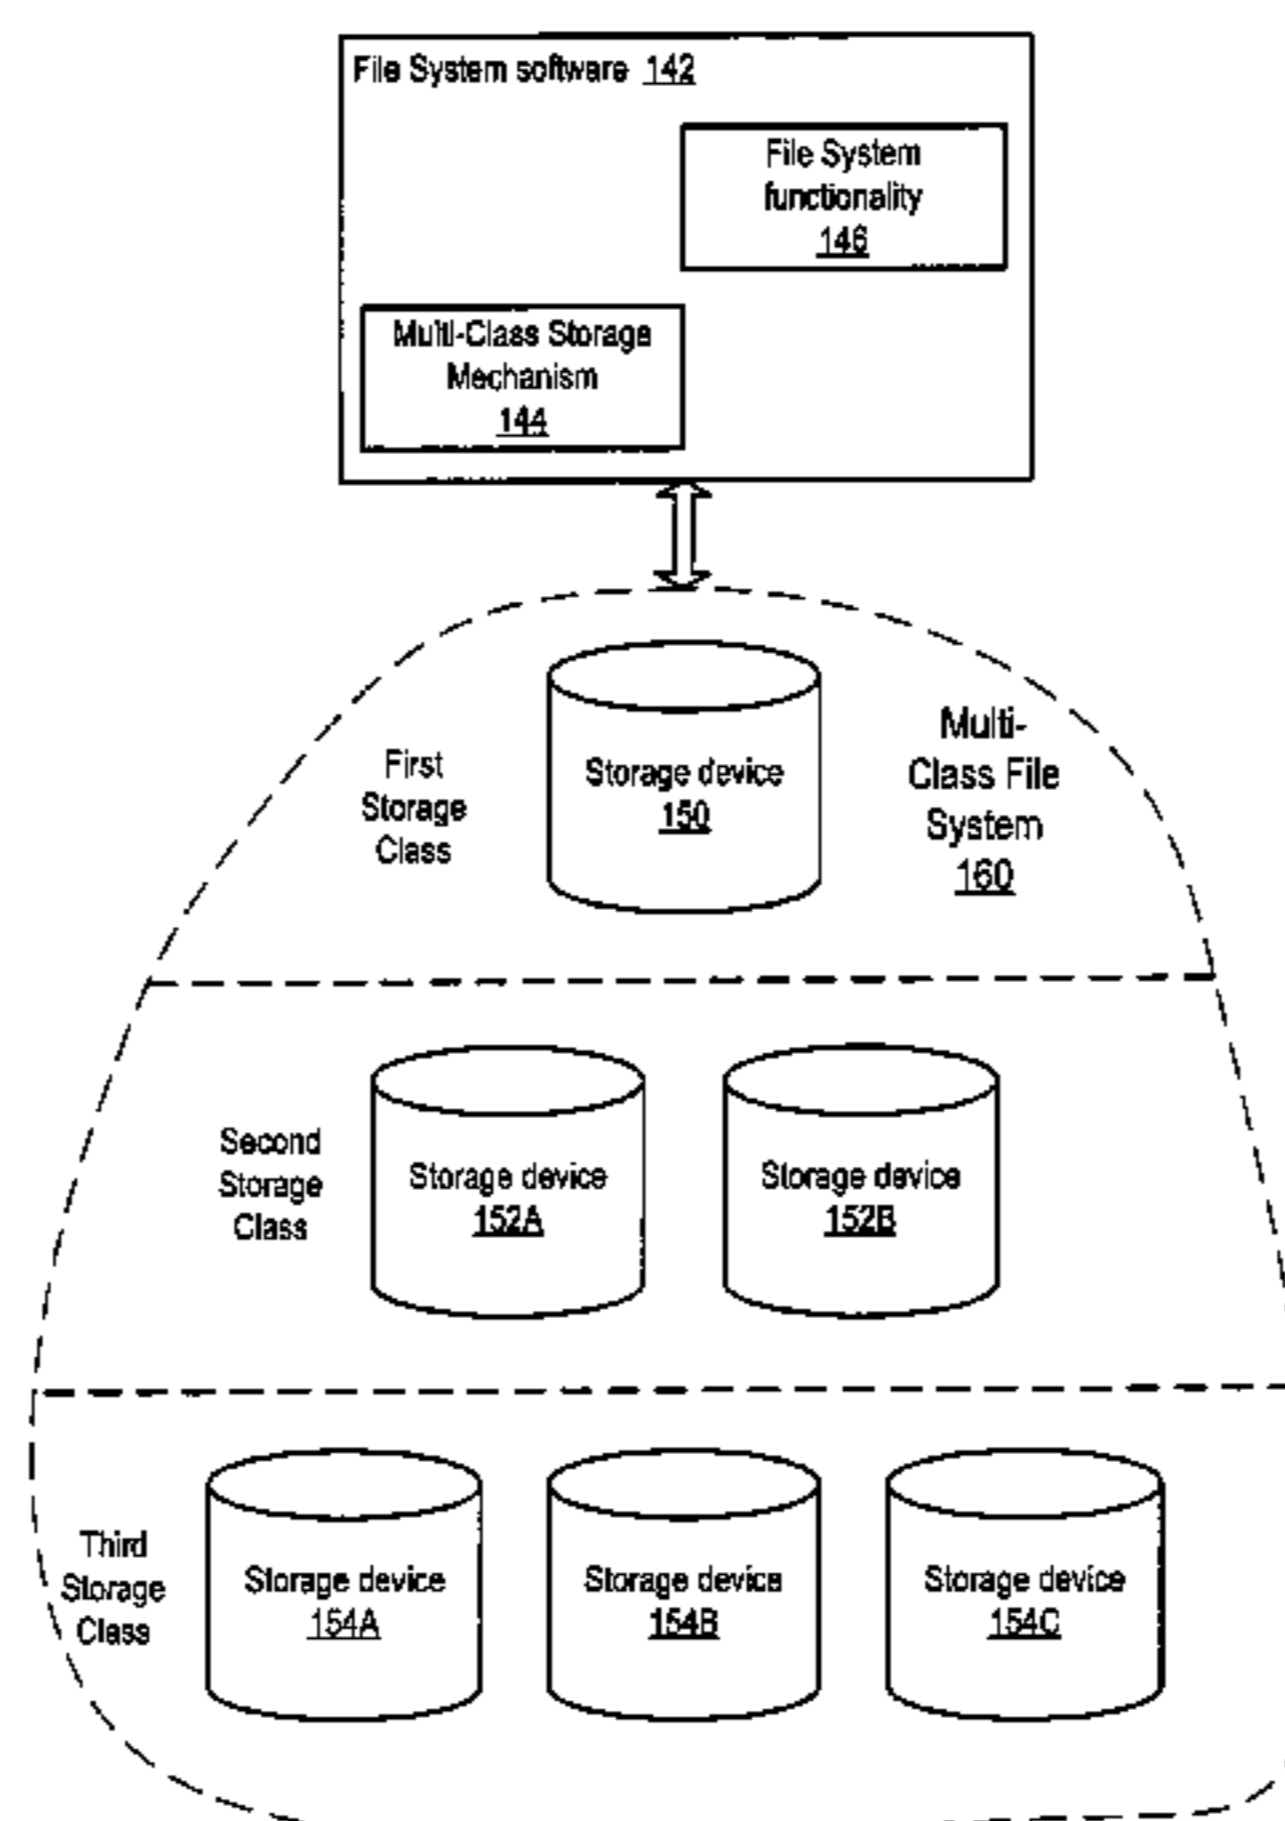 File System software 142
File System
functionality
146
Multi-Class Storage
Mechanism
144
Storage device
150
First
Storage
Class
Multi-
Class File
System
160
Second
Storage
Class
Storage device
152A
Storage device
152B
Third
Storage
Class
Storage device
154A
Storage device
154B
Storage device
154C